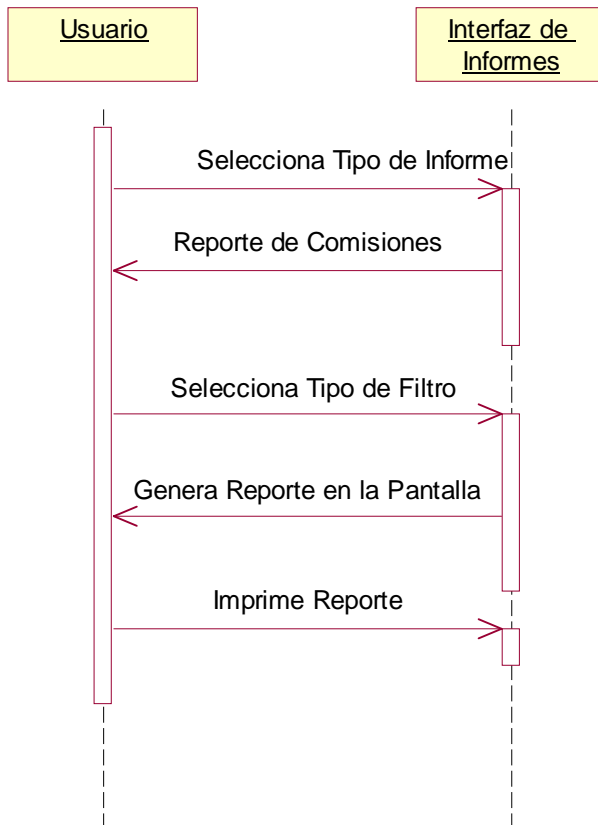 Usuario
Interfaz de
Informes
Selecciona Tipo de Informe
Reporte de Comisiones
Selecciona Tipo de Filtro
Genera Reporte en la Pantalla
Imprime Reporte